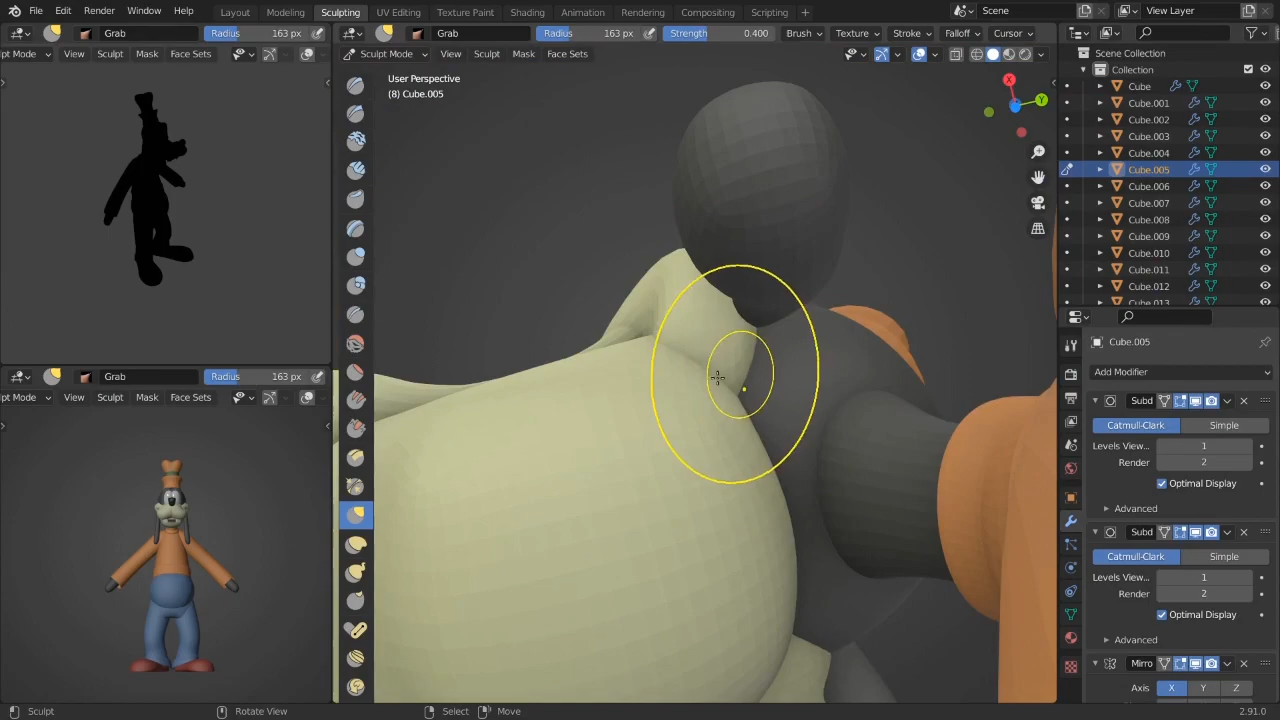 File Edit Render Window Help Layout Modeling Sculpting UV Editing Texture Paint Shading Animation Rendering Compositing Scripting + Scene View Layer
Grab Radius 163 px Grab Radius 163 px Strength 0.400 Brush Texture Stroke Falloff Cursor
pt Mode View Sculpt Mask Face Sets Sculpt Mode View Sculpt Mask Face Sets
Scene Collection
Collection
User Perspective
(8) Cube.005
X
Y
Cube
Cube.001
Cube.002
Cube.003
Cube.004
Cube.005
Cube.006
Cube.007
Cube.008
Cube.009
Cube.010
Cube.011
Cube.012
Cube.013
Cube.005
Add Modifier
Subd
Catmull-Clark Simple
Levels View... 1
Render 2
Optimal Display
Advanced
Subd
Catmull-Clark Simple
Levels View... 1
Render 2
Optimal Display
Advanced
Mirro
Axis X Y Z
Grab Radius 163 px
pt Mode View Sculpt Mask Face Sets
Sculpt Rotate View Select Move 2.91.0